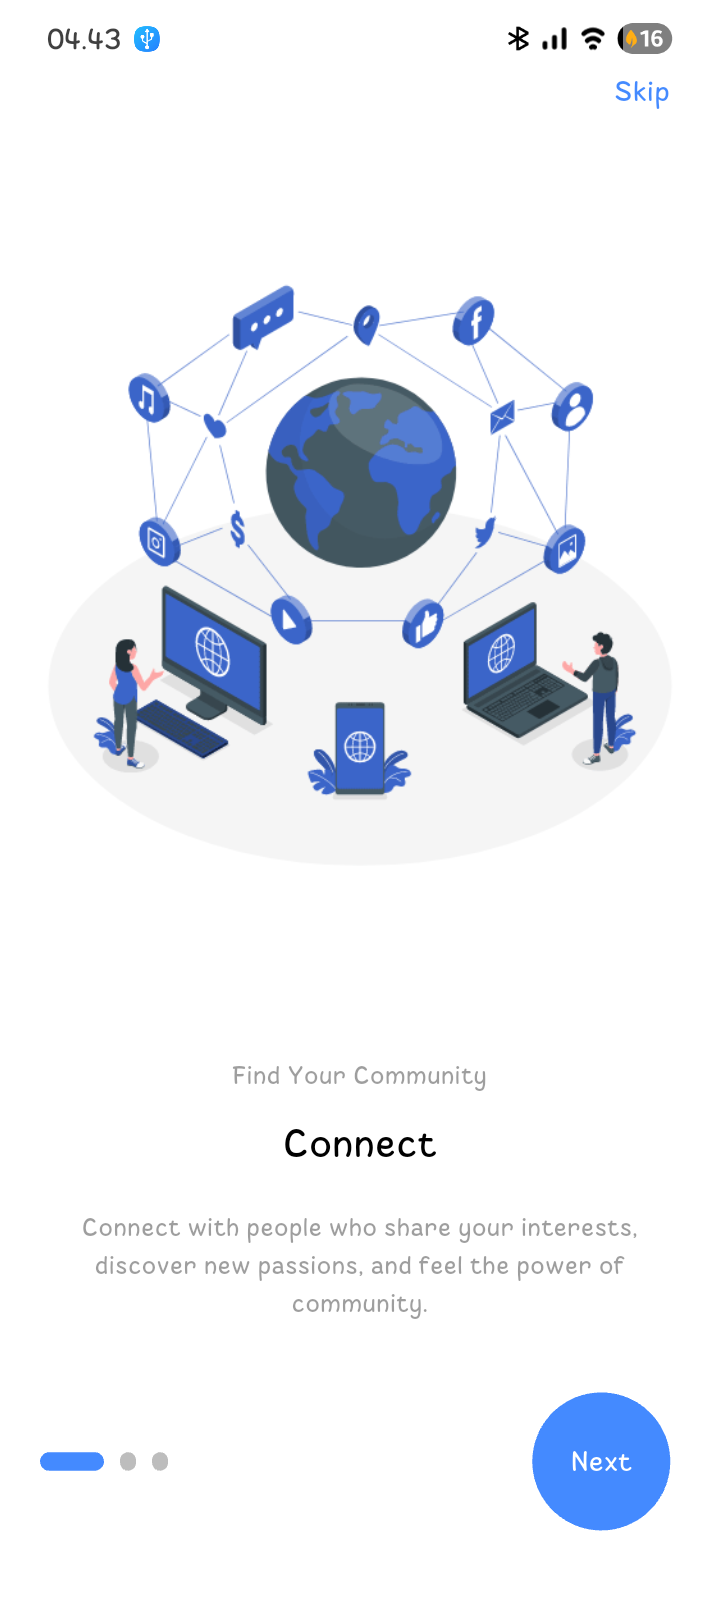 04.43
16
Skip
Find Your Community
Connect
Connect with people who share your interests,
discover new passions, and feel the power of
community.
Next